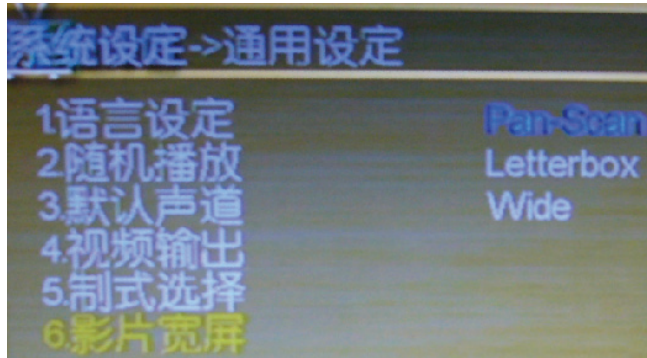 系统设定->通用设定
1.语言设定
Pan-Scan
2.随机播放
Letterbox
3.默认声道
Wide
4.视频输出
5.制式选择
6.影片宽屏